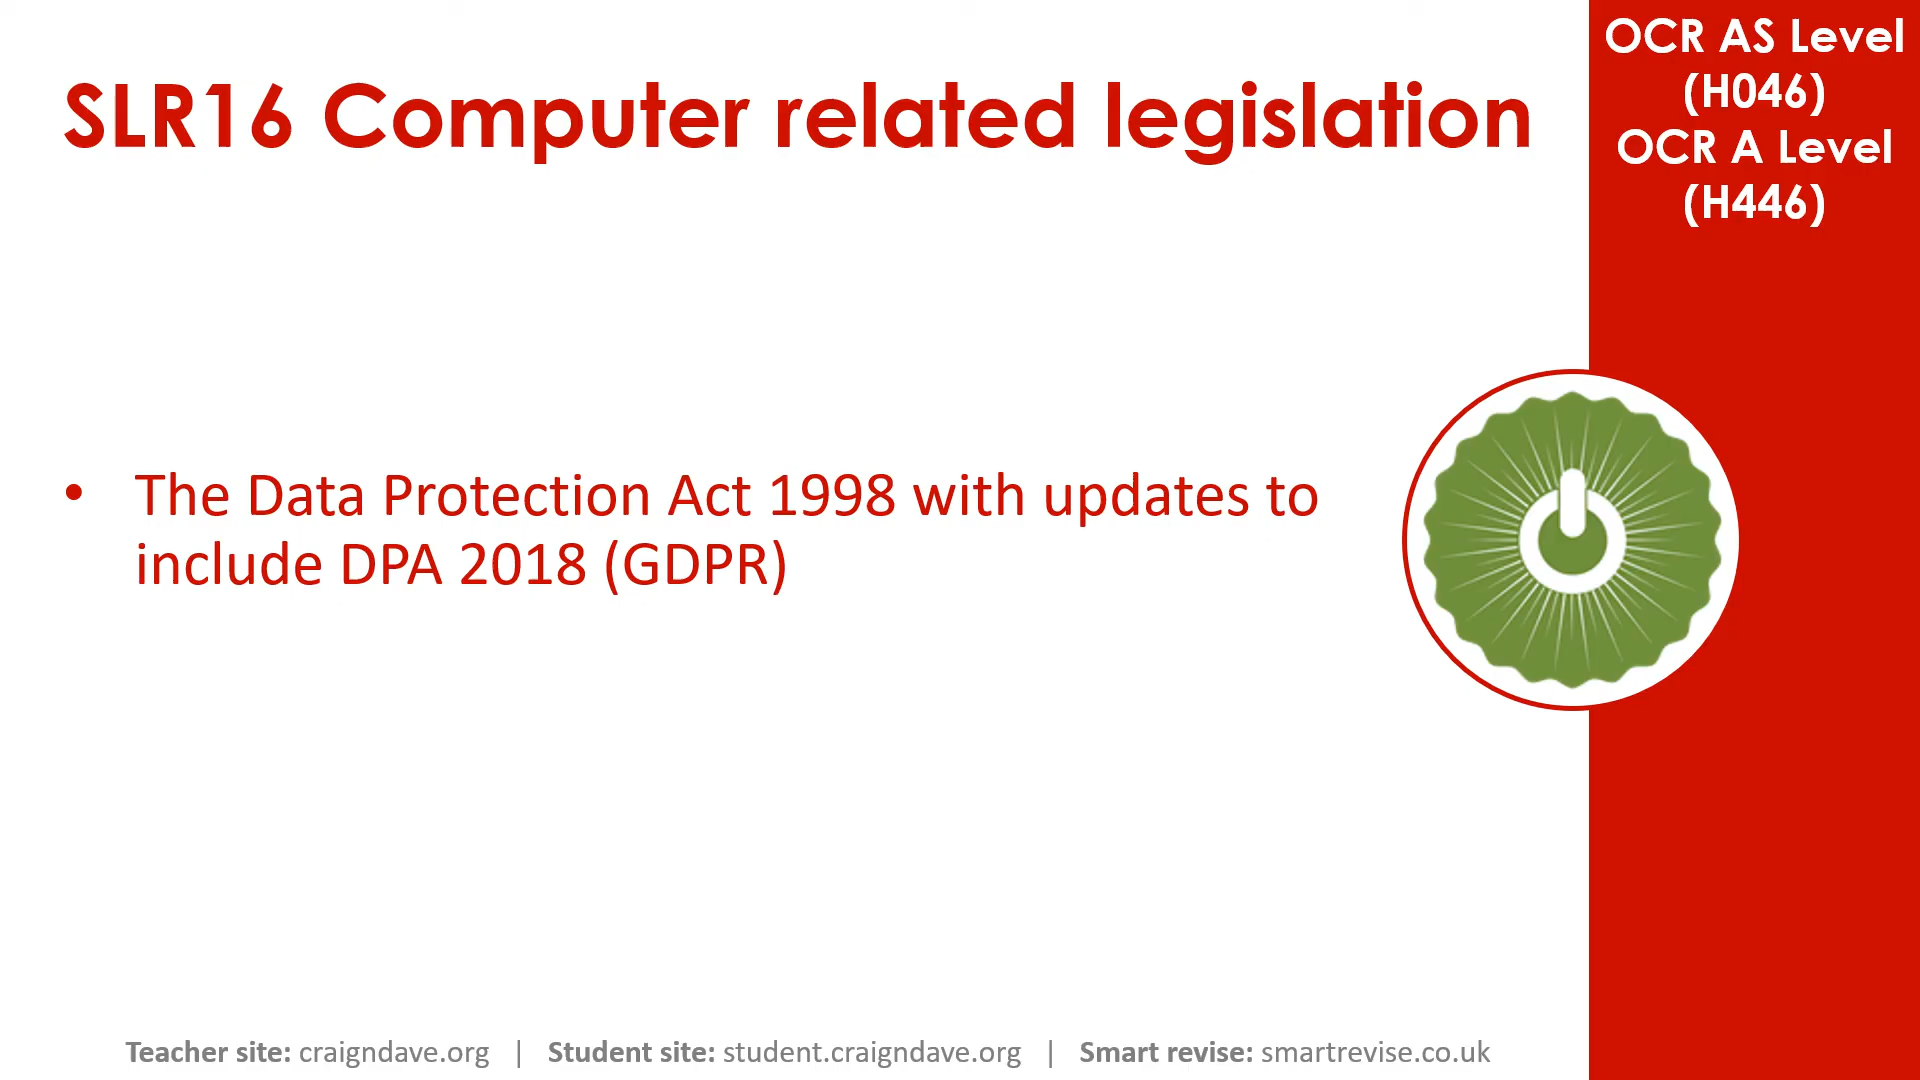 SLR16 Computer related legislation
OCR AS Level
(H046)
OCR A Level
(H446)
• The Data Protection Act 1998 with updates to
include DPA 2018 (GDPR)
Teacher site: craigndave.org | Student site: student.craigndave.org | Smart revise: smartrevise.co.uk